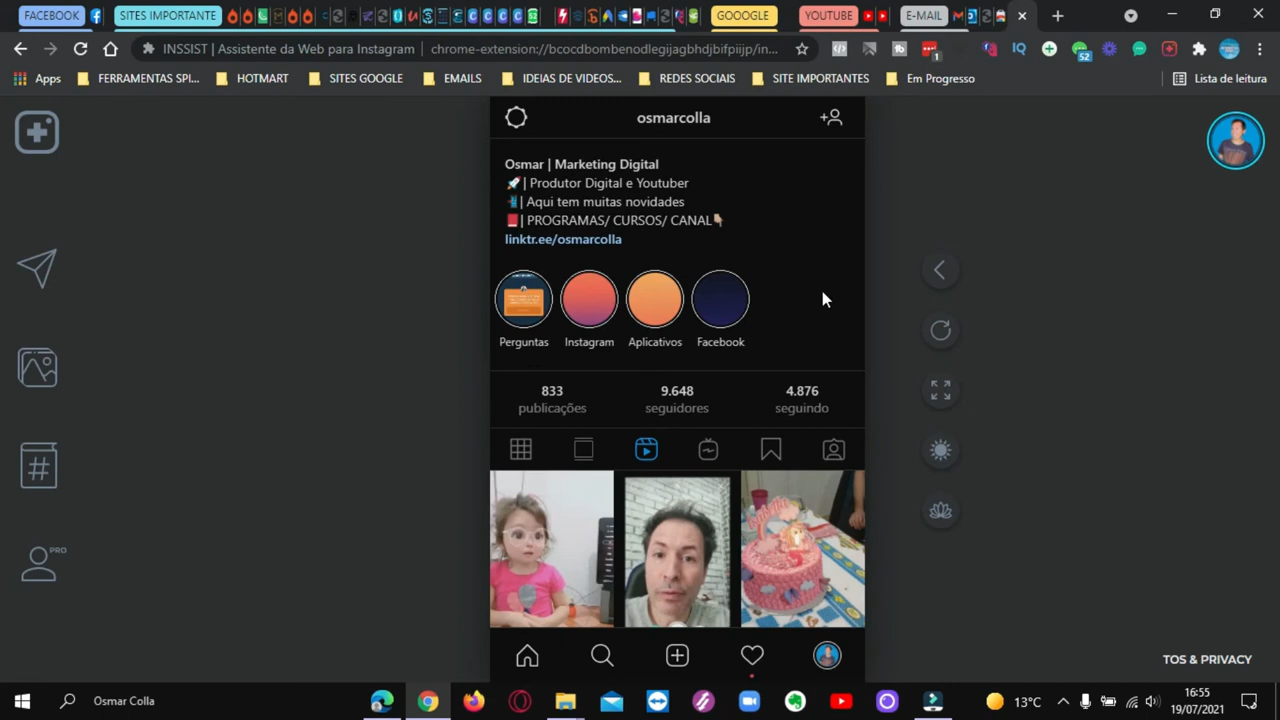 FACEBOOK
SITES IMPORTANTE
GOOOGLE
YOUTUBE
E-MAIL
INSSIST | Assistente da Web para Instagram
chrome-extension://bcocdbombenodlegijagbhdjbifpiijp/in...
1
52
Apps
FERRAMENTAS SPI...
HOTMART
SITES GOOGLE
EMAILS
IDEIAS DE VIDEOS...
REDES SOCIAIS
SITE IMPORTANTES
Em Progresso
Lista de leitura
osmarcolla
Osmar | Marketing Digital
🚀| Produtor Digital e Youtuber
📲| Aqui tem muitas novidades
📕| PROGRAMAS/ CURSOS/ CANAL👇🏼
linktr.ee/osmarcolla
Perguntas
Instagram
Aplicativos
Facebook
833
publicações
9.648
seguidores
4.876
seguindo
PRO
TOS & PRIVACY
Osmar Colla
13°C
16:55
19/07/2021